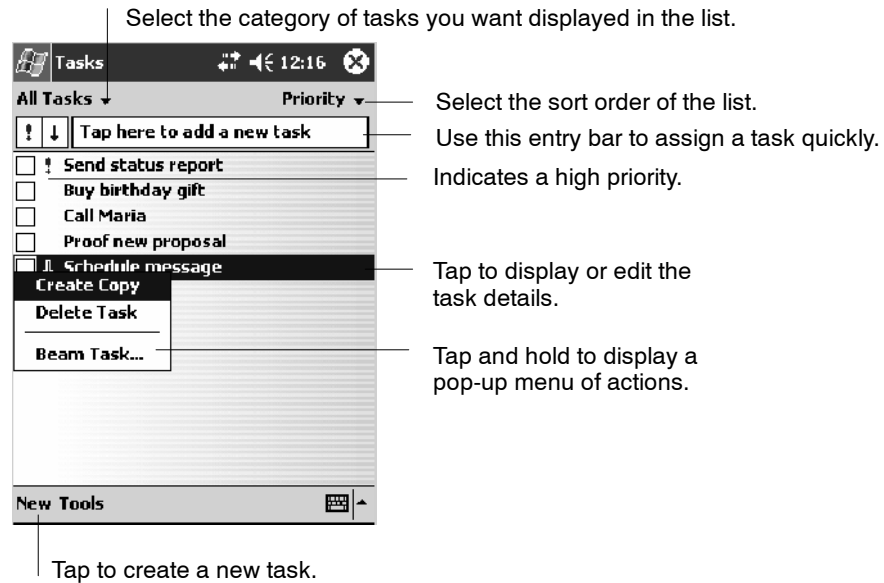 Select the category of tasks you want displayed in the list.
Tasks 12:16
All Tasks Priority
Select the sort order of the list.
! ↓ Tap here to add a new task
Use this entry bar to assign a task quickly.
! Send status report
Indicates a high priority.
Buy birthday gift
Call Maria
Proof new proposal
Schedule message
Tap to display or edit the
task details.
Create Copy
Delete Task
Beam Task...
Tap and hold to display a
pop-up menu of actions.
New Tools
Tap to create a new task.